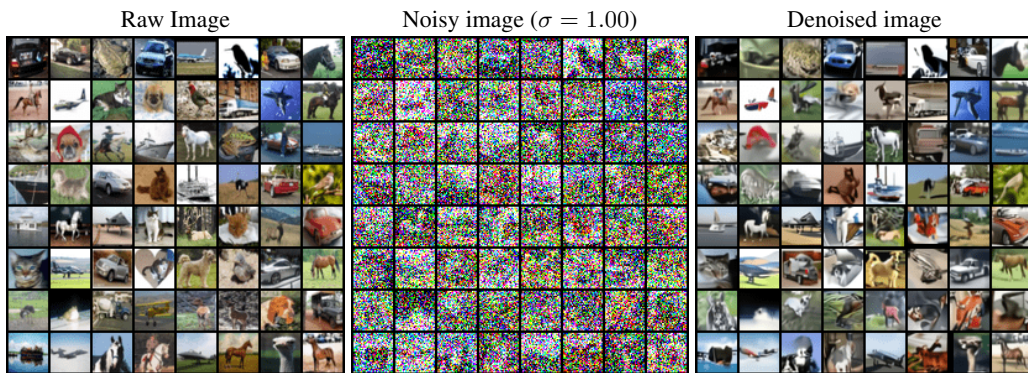 Raw Image
Noisy image (σ = 1.00)
Denoised image